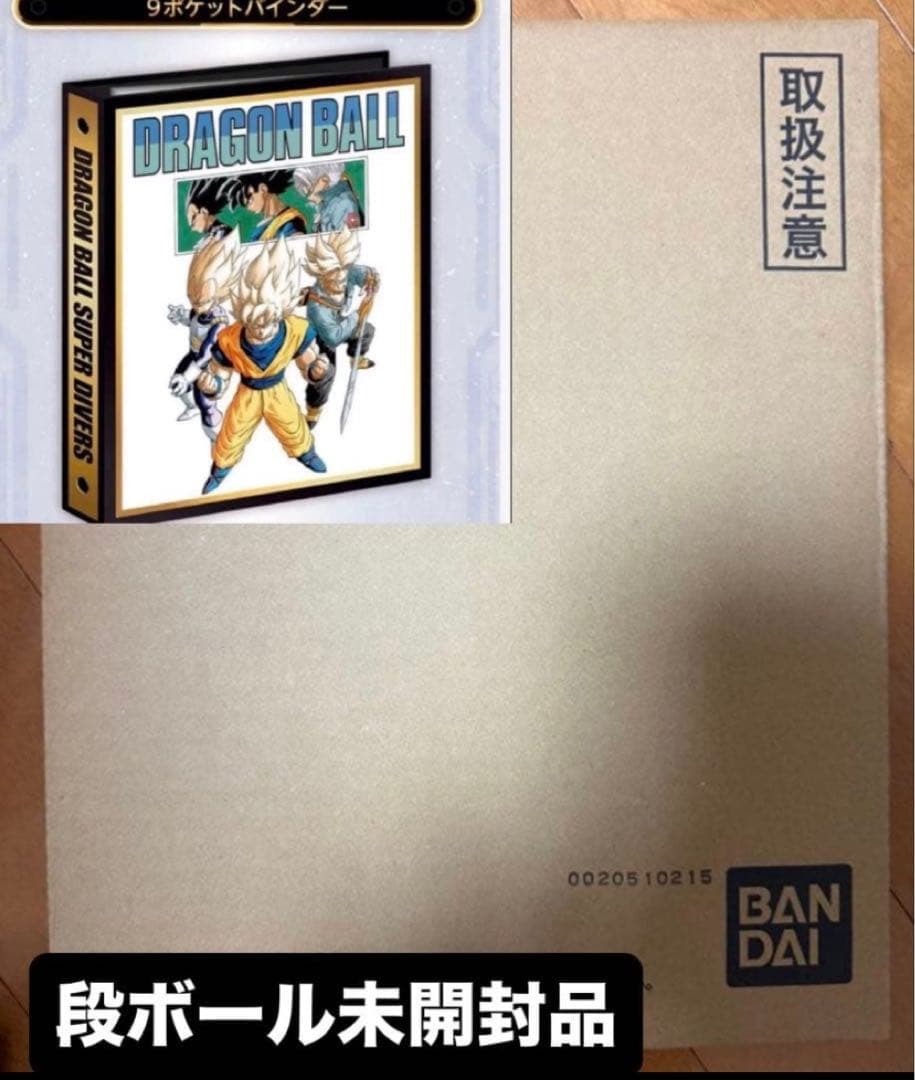 9ポケットバインダー
DRAGON BALL
DRAGON BALL SUPER DIVERS
取扱注意
0020510215
BAN
DAI
段ボール未開封品